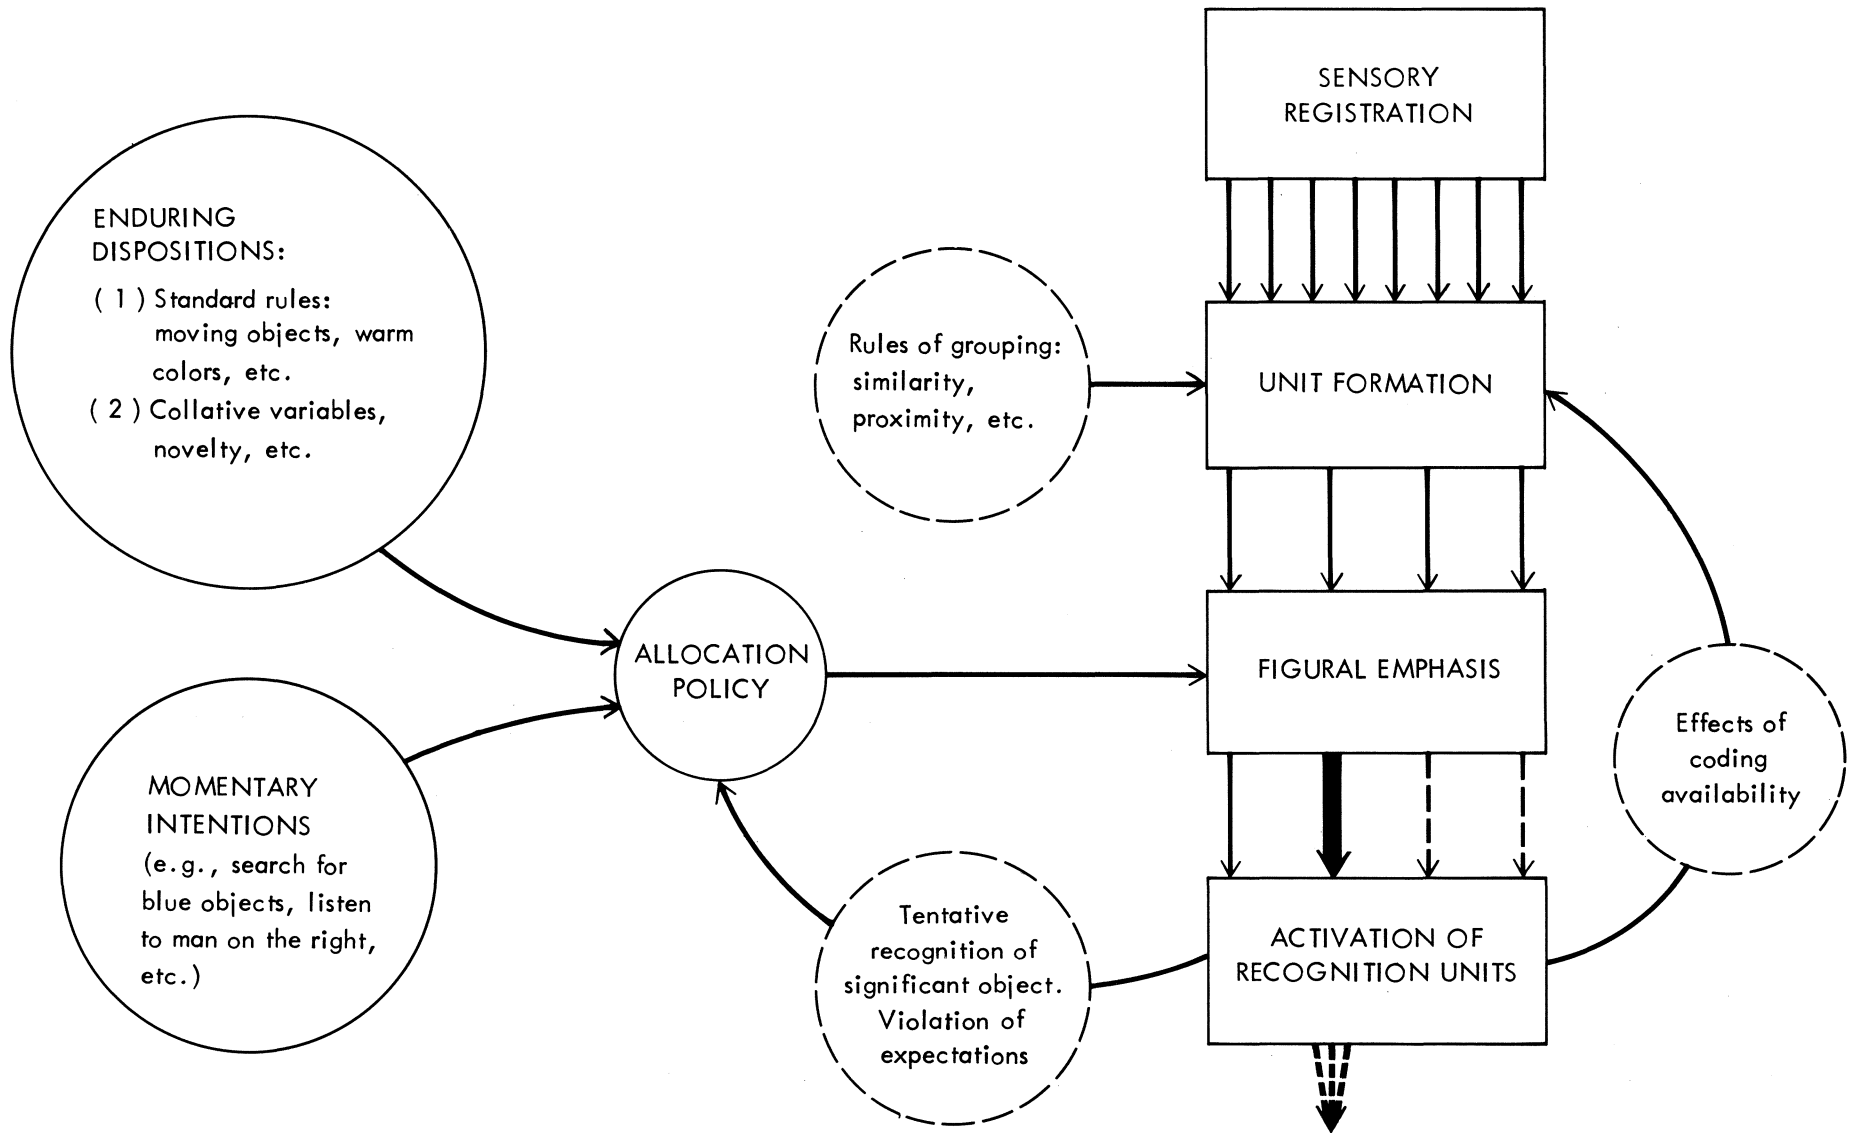 SENSORY
REGISTRATION
ENDURING
DISPOSITIONS:
( 1 ) Standard rules:
moving objects, warm
colors, etc.
( 2 ) Collative variables,
novelty, etc.
Rules of grouping:
similarity,
proximity, etc.
UNIT FORMATION
ALLOCATION
POLICY
FIGURAL EMPHASIS
Effects of
coding
availability
MOMENTARY
INTENTIONS
(e.g., search for
blue objects, listen
to man on the right,
etc.)
Tentative
recognition of
significant object.
Violation of
expectations
ACTIVATION OF
RECOGNITION UNITS